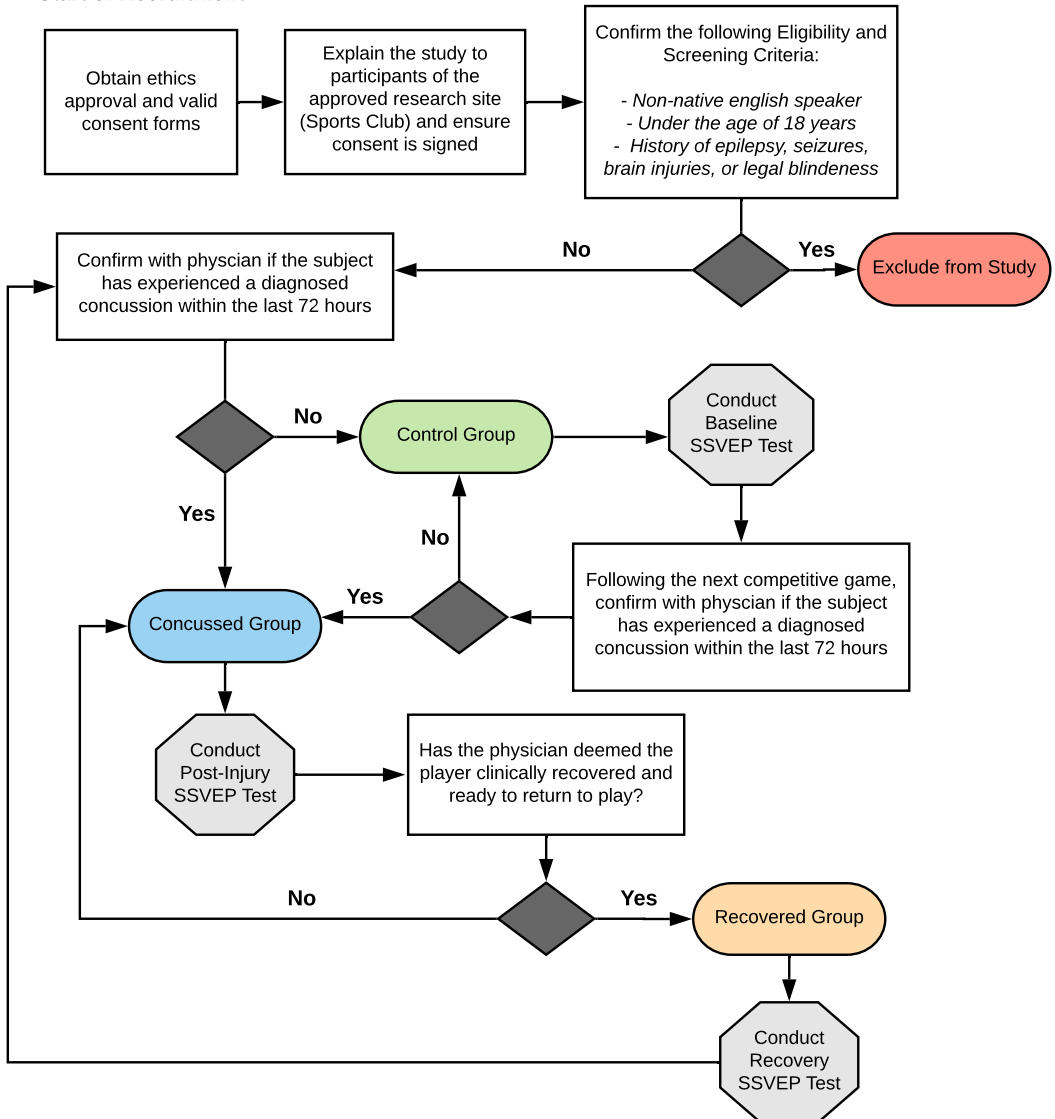 Obtain ethics
approval and valid
consent forms
Explain the study to
participants of the
approved research site
(Sports Club) and ensure
consent is signed
Confirm the following Eligibility and
Screening Criteria:
- Non-native english speaker
- Under the age of 18 years
- History of epilepsy, seizures,
brain injuries, or legal blindeness
No
Yes
Exclude from Study
Confirm with physcian if the subject
has experienced a diagnosed
concussion within the last 72 hours
No
Control Group
Conduct
Baseline
SSVEP Test
Yes
No
Following the next competitive game,
confirm with physcian if the subject
has experienced a diagnosed
concussion within the last 72 hours
Yes
Concussed Group
Conduct
Post-Injury
SSVEP Test
Has the physician deemed the
player clinically recovered and
ready to return to play?
No
Yes
Recovered Group
Conduct
Recovery
SSVEP Test